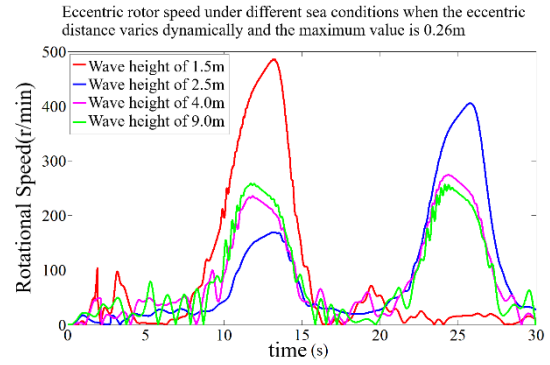 Eccentric rotor speed under different sea conditions when the eccentric
distance varies dynamically and the maximum value is 0.26m
500
400
300
200
100
0
Rotational Speed(r/min)
Wave height of 1.5m
Wave height of 2.5m
Wave height of 4.0m
Wave height of 9.0m
0 5 10 15 20 25 30
time (s)